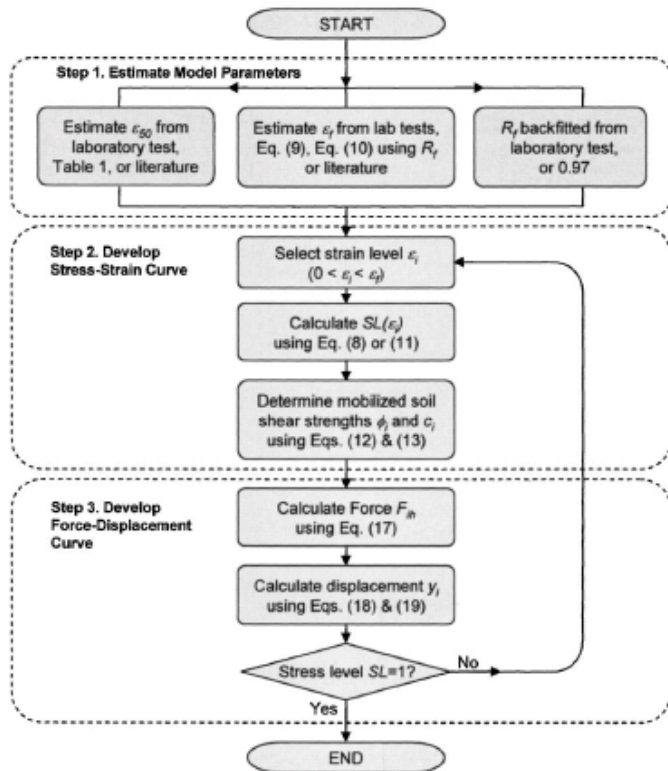 START
Step 1. Estimate Model Parameters
Estimate ε50 from
laboratory test,
Table 1, or literature
Estimate εf from lab tests,
Eq. (9), Eq. (10) using Rf
or literature
Rf backfitted from
laboratory test,
or 0.97
Step 2. Develop
Stress-Strain Curve
Select strain level εi
(0 < εi < εf)
Calculate SL(εi)
using Eq. (8) or (11)
Determine mobilized soil
shear strengths ϕi and ci
using Eqs. (12) & (13)
Step 3. Develop
Force-Displacement
Curve
Calculate Force Fih
using Eq. (17)
Calculate displacement yi
using Eqs. (18) & (19)
Stress level SL=1?
No
Yes
END